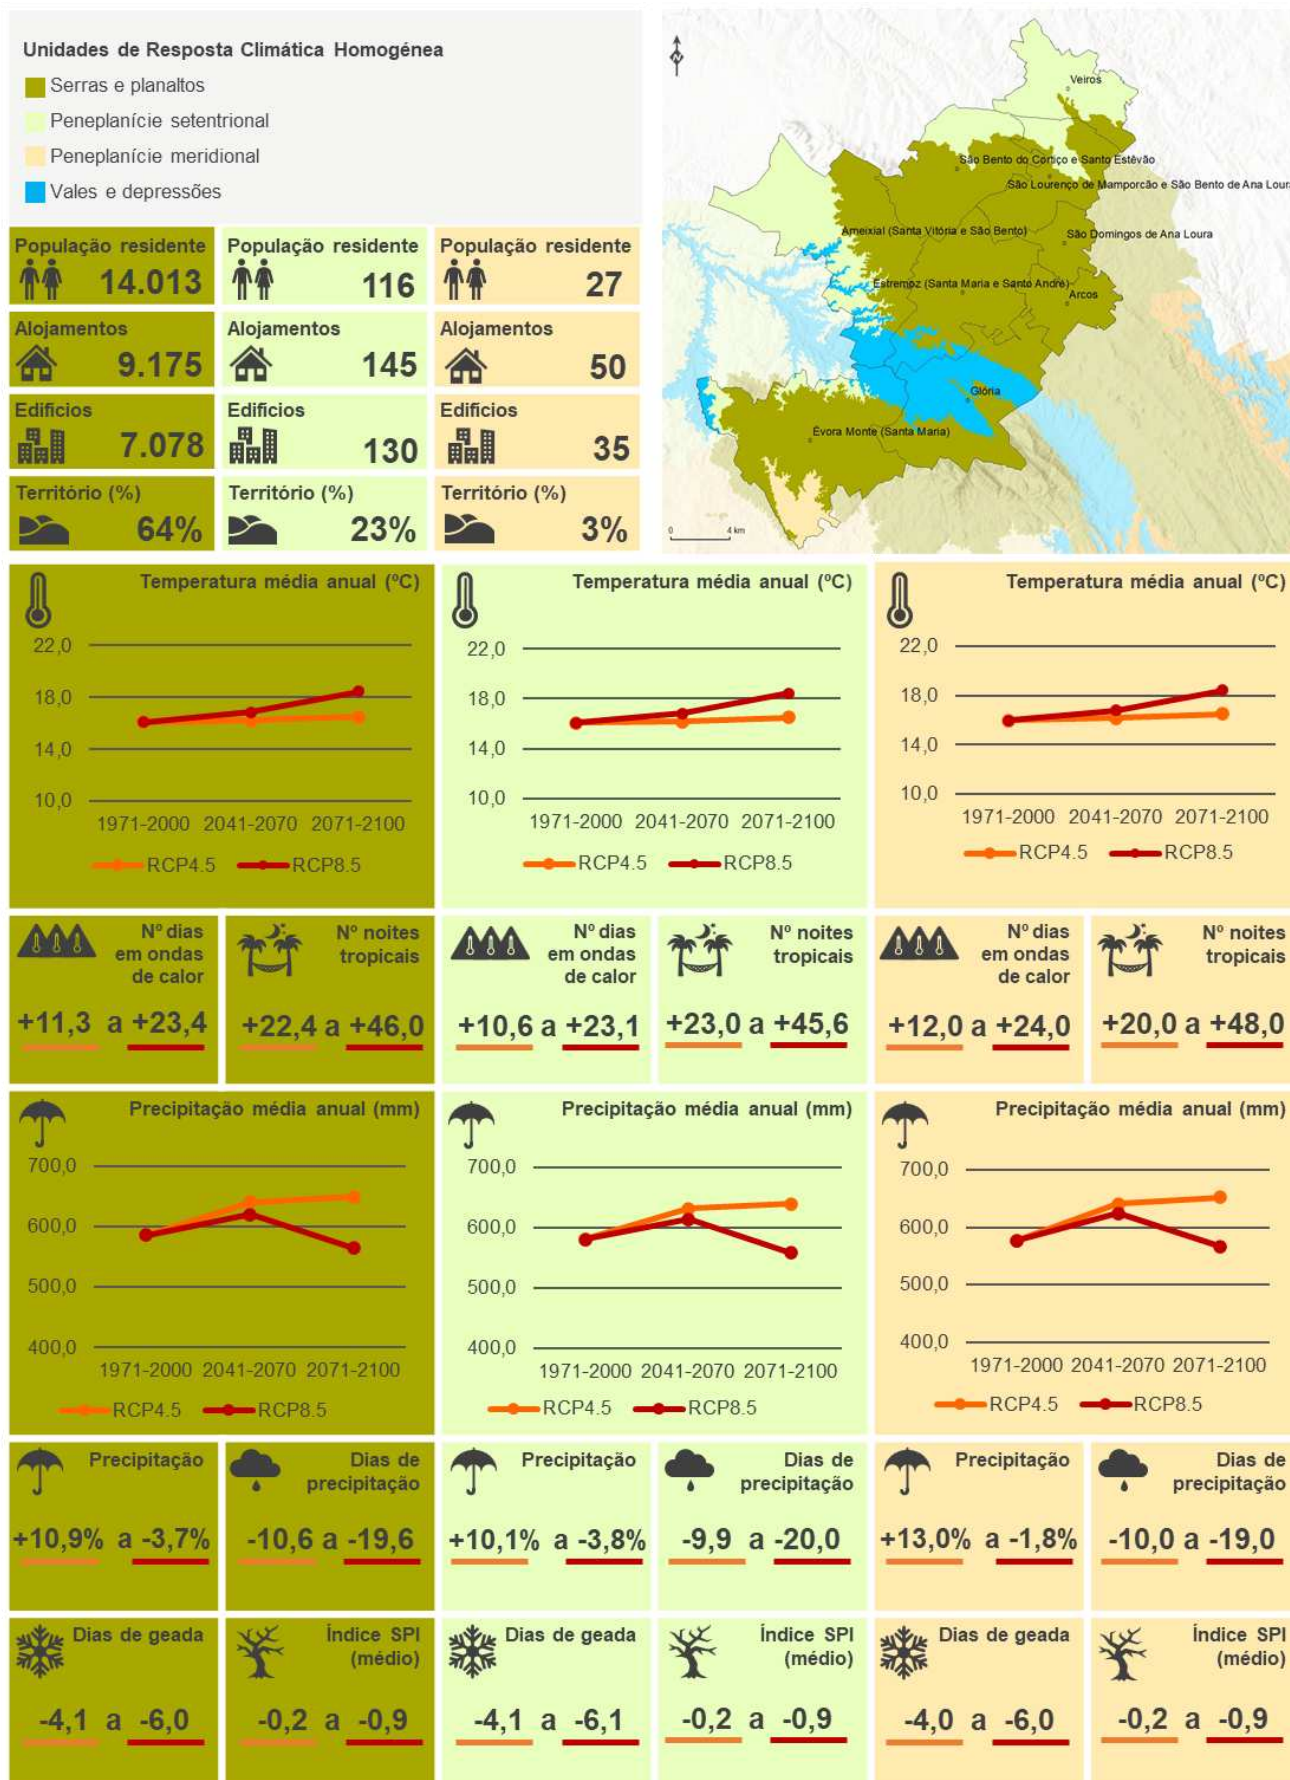 Unidades de Resposta Climática Homogénea
Serras e planaltos
Peneplanície setentrional
Peneplanície meridional
Vales e depressões
N
Veiros
São Bento do Cortiço e Santo Estêvão
São Lourenço de Mamporcão e São Bento de Ana Loura
Ameixial (Santa Vitória e São Bento)
São Domingos de Ana Loura
Estremoz (Santa Maria e Santo André)
Arcos
Glória
Évora Monte (Santa Maria)
0 4 km
População residente
14.013
População residente
116
População residente
27
Alojamentos
9.175
Alojamentos
145
Alojamentos
50
Edifícios
7.078
Edifícios
130
Edifícios
35
Território (%)
64%
Território (%)
23%
Território (%)
3%
Temperatura média anual (ºC)
22,0
18,0
14,0
10,0
1971-2000 2041-2070 2071-2100
RCP4.5 RCP8.5
Temperatura média anual (ºC)
22,0
18,0
14,0
10,0
1971-2000 2041-2070 2071-2100
RCP4.5 RCP8.5
Temperatura média anual (ºC)
22,0
18,0
14,0
10,0
1971-2000 2041-2070 2071-2100
RCP4.5 RCP8.5
Nº dias
em ondas
de calor
+11,3 a +23,4
Nº noites
tropicais
+22,4 a +46,0
Nº dias
em ondas
de calor
+10,6 a +23,1
Nº noites
tropicais
+23,0 a +45,6
Nº dias
em ondas
de calor
+12,0 a +24,0
Nº noites
tropicais
+20,0 a +48,0
Precipitação média anual (mm)
700,0
600,0
500,0
400,0
1971-2000 2041-2070 2071-2100
RCP4.5 RCP8.5
Precipitação média anual (mm)
700,0
600,0
500,0
400,0
1971-2000 2041-2070 2071-2100
RCP4.5 RCP8.5
Precipitação média anual (mm)
700,0
600,0
500,0
400,0
1971-2000 2041-2070 2071-2100
RCP4.5 RCP8.5
Precipitação
+10,9% a -3,7%
Dias de
precipitação
-10,6 a -19,6
Precipitação
+10,1% a -3,8%
Dias de
precipitação
-9,9 a -20,0
Precipitação
+13,0% a -1,8%
Dias de
precipitação
-10,0 a -19,0
Dias de geada
-4,1 a -6,0
Índice SPI
(médio)
-0,2 a -0,9
Dias de geada
-4,1 a -6,1
Índice SPI
(médio)
-0,2 a -0,9
Dias de geada
-4,0 a -6,0
Índice SPI
(médio)
-0,2 a -0,9